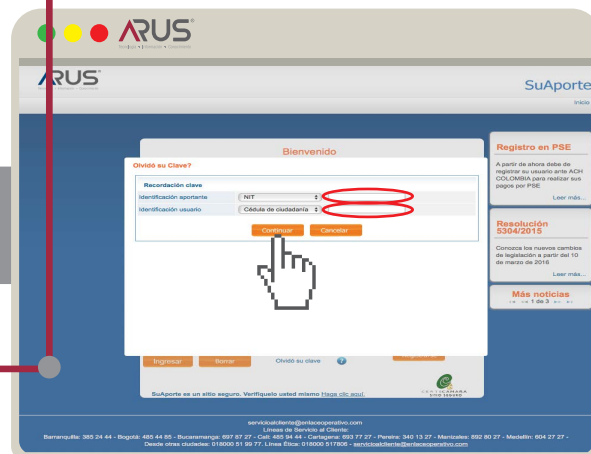 ARUS
ARUS
SuAporte
Inicio
Bienvenido
Olvidó su Clave?
Recordación clave
Identificación aportante NIT
Identificación usuario Cédula de ciudadanía
Continuar Cancelar
Ingresar Borrar Olvidó su clave ?
SuAporte es un sitio seguro. Verifíquelo usted mismo Haga clic aquí.
CERTICÁMARA
Registro en PSE
A partir de ahora debe de
registrar su usuario ante ACH
COLOMBIA para realizar sus
pagos por PSE
Leer más...
Resolución
5304/2015
Conozca los nuevos cambios
de legislación a partir del 10
de marzo de 2016
Leer más...
Más noticias
1 de 3
servicioalcliente@enlaceoperativo.com
Líneas de Servicio al Cliente:
Barranquilla: 385 24 44 - Bogotá: 485 44 85 - Bucaramanga: 697 87 27 - Cali: 485 94 44 - Cartagena: 693 77 27 - Pereira: 340 13 27 - Manizales: 892 80 27 - Medellín: 604 27 27 -
Desde otras ciudades: 018000 51 99 77. Línea Ética: 018000 517806 - servicioalcliente@enlaceoperativo.com